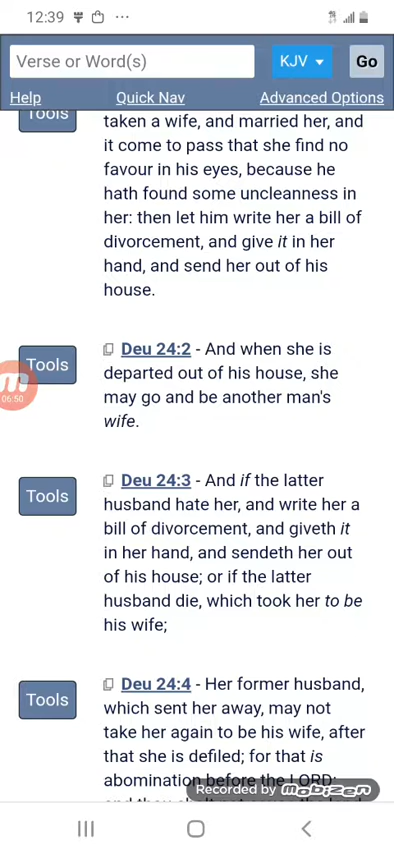 12:39
Verse or Word(s)
KJV
Go
Help Quick Nav Advanced Options
Tools
taken a wife, and married her, and
it come to pass that she find no
favour in his eyes, because he
hath found some uncleanness in
her: then let him write her a bill of
divorcement, and give it in her
hand, and send her out of his
house.
Tools
Deu 24:2 - And when she is
departed out of his house, she
may go and be another man's
wife.
06:50
Tools
Deu 24:3 - And if the latter
husband hate her, and write her a
bill of divorcement, and giveth it
in her hand, and sendeth her out
of his house; or if the latter
husband die, which took her to be
his wife;
Tools
Deu 24:4 - Her former husband,
which sent her away, may not
take her again to be his wife, after
that she is defiled; for that is
abomination before the LORD:
Recorded by mobizen